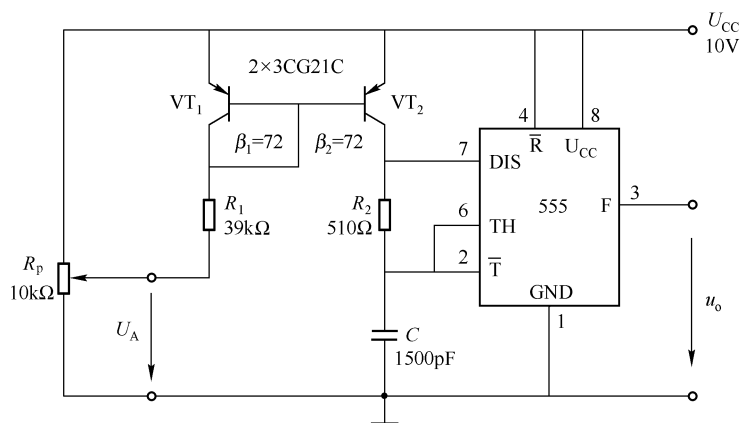 U_CC
10V
2×3CG21C
VT₁
VT₂
4
8
β₁=72
β₂=72
R̅
U_CC
7
DIS
R₁
39kΩ
R₂
510Ω
6
TH
555
F
3
2
T̅
R_p
10kΩ
GND
1
U_A
C
1500pF
u_o